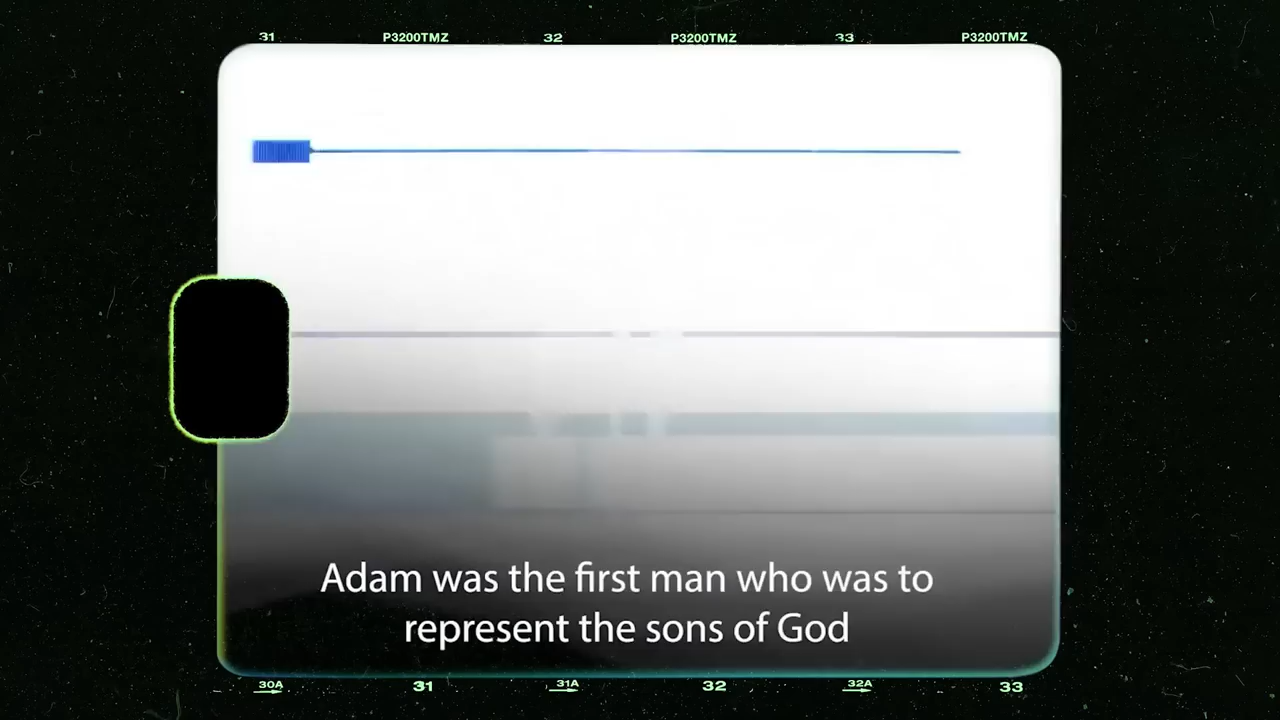 31 P3200TMZ 32 P3200TMZ 33 P3200TMZ
Adam was the first man who was to
represent the sons of God
30A 31 31A 32 32A 33